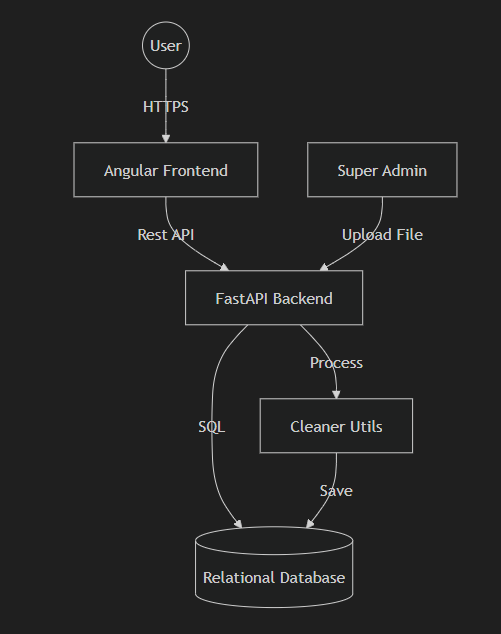 User
HTTPS
Angular Frontend
Super Admin
Rest API
Upload File
FastAPI Backend
Process
SQL
Cleaner Utils
Save
Relational Database